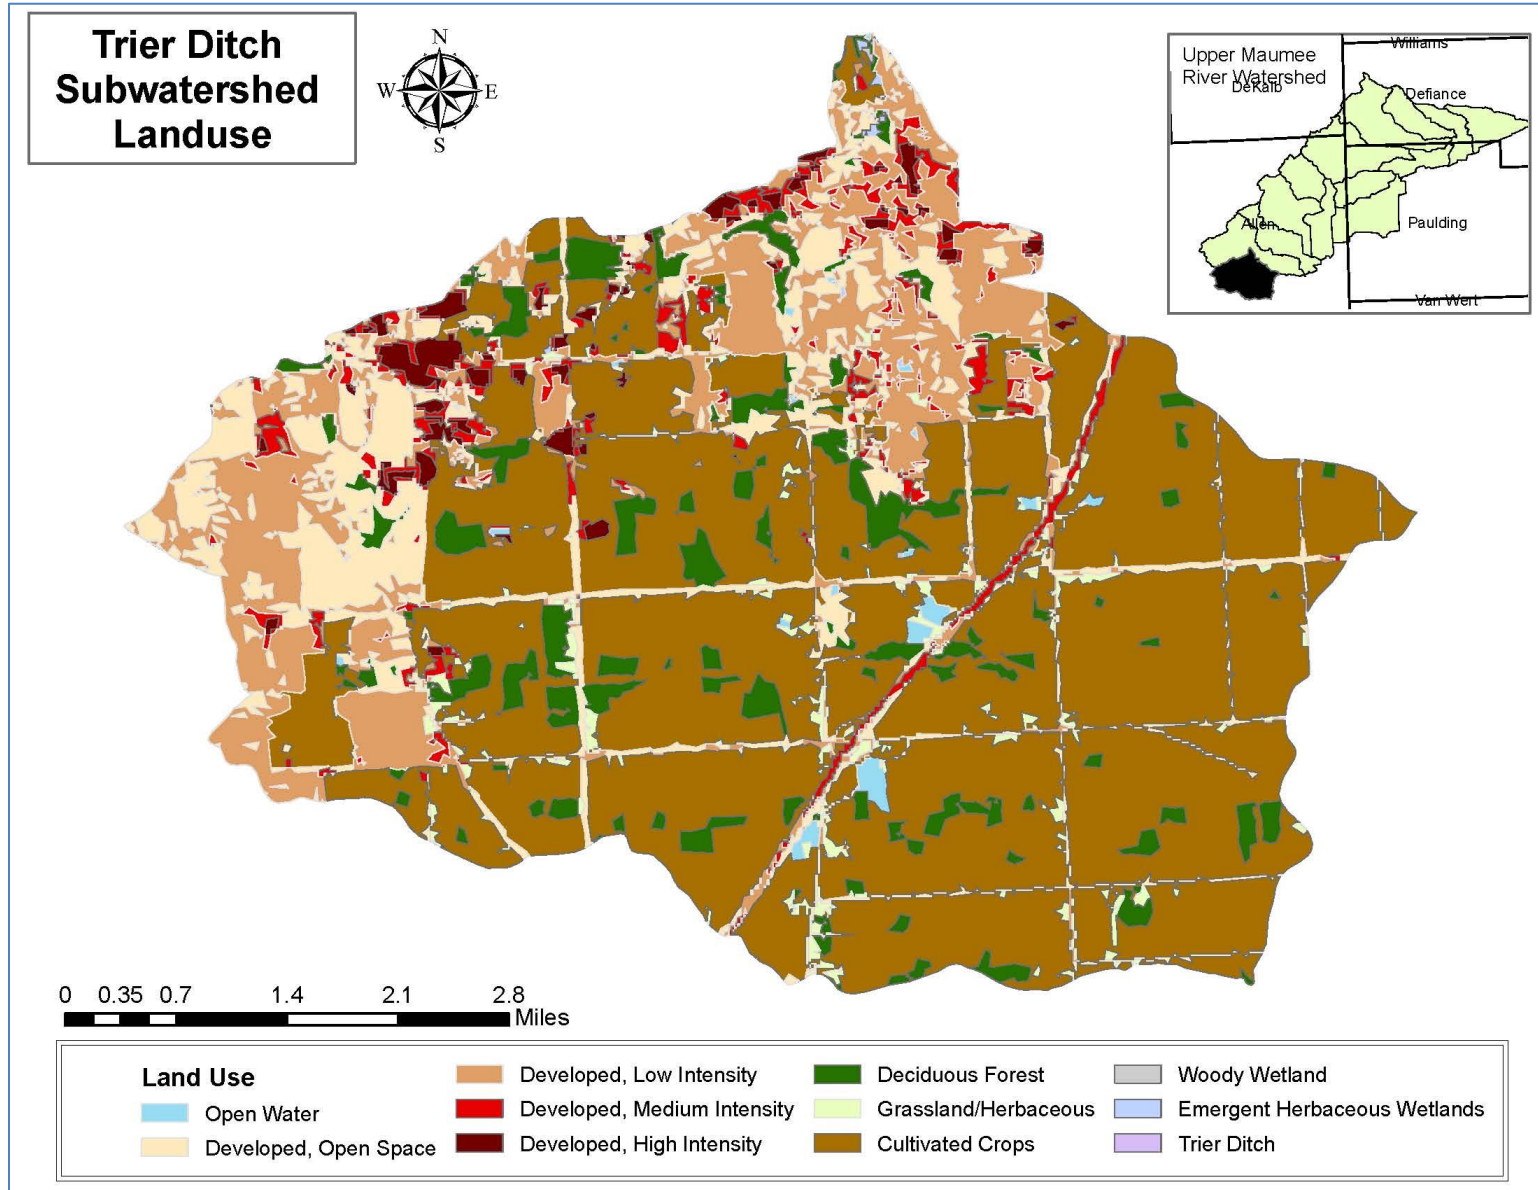 Trier Ditch
Subwatershed
Landuse
N
W E
S
Upper Maumee
River Watershed
Williams
DeKalb
Defiance
Allen
Paulding
Van Wert
0 0.35 0.7 1.4 2.1 2.8
Miles
Land Use
Open Water
Developed, Open Space
Developed, Low Intensity
Developed, Medium Intensity
Developed, High Intensity
Deciduous Forest
Grassland/Herbaceous
Cultivated Crops
Woody Wetland
Emergent Herbaceous Wetlands
Trier Ditch